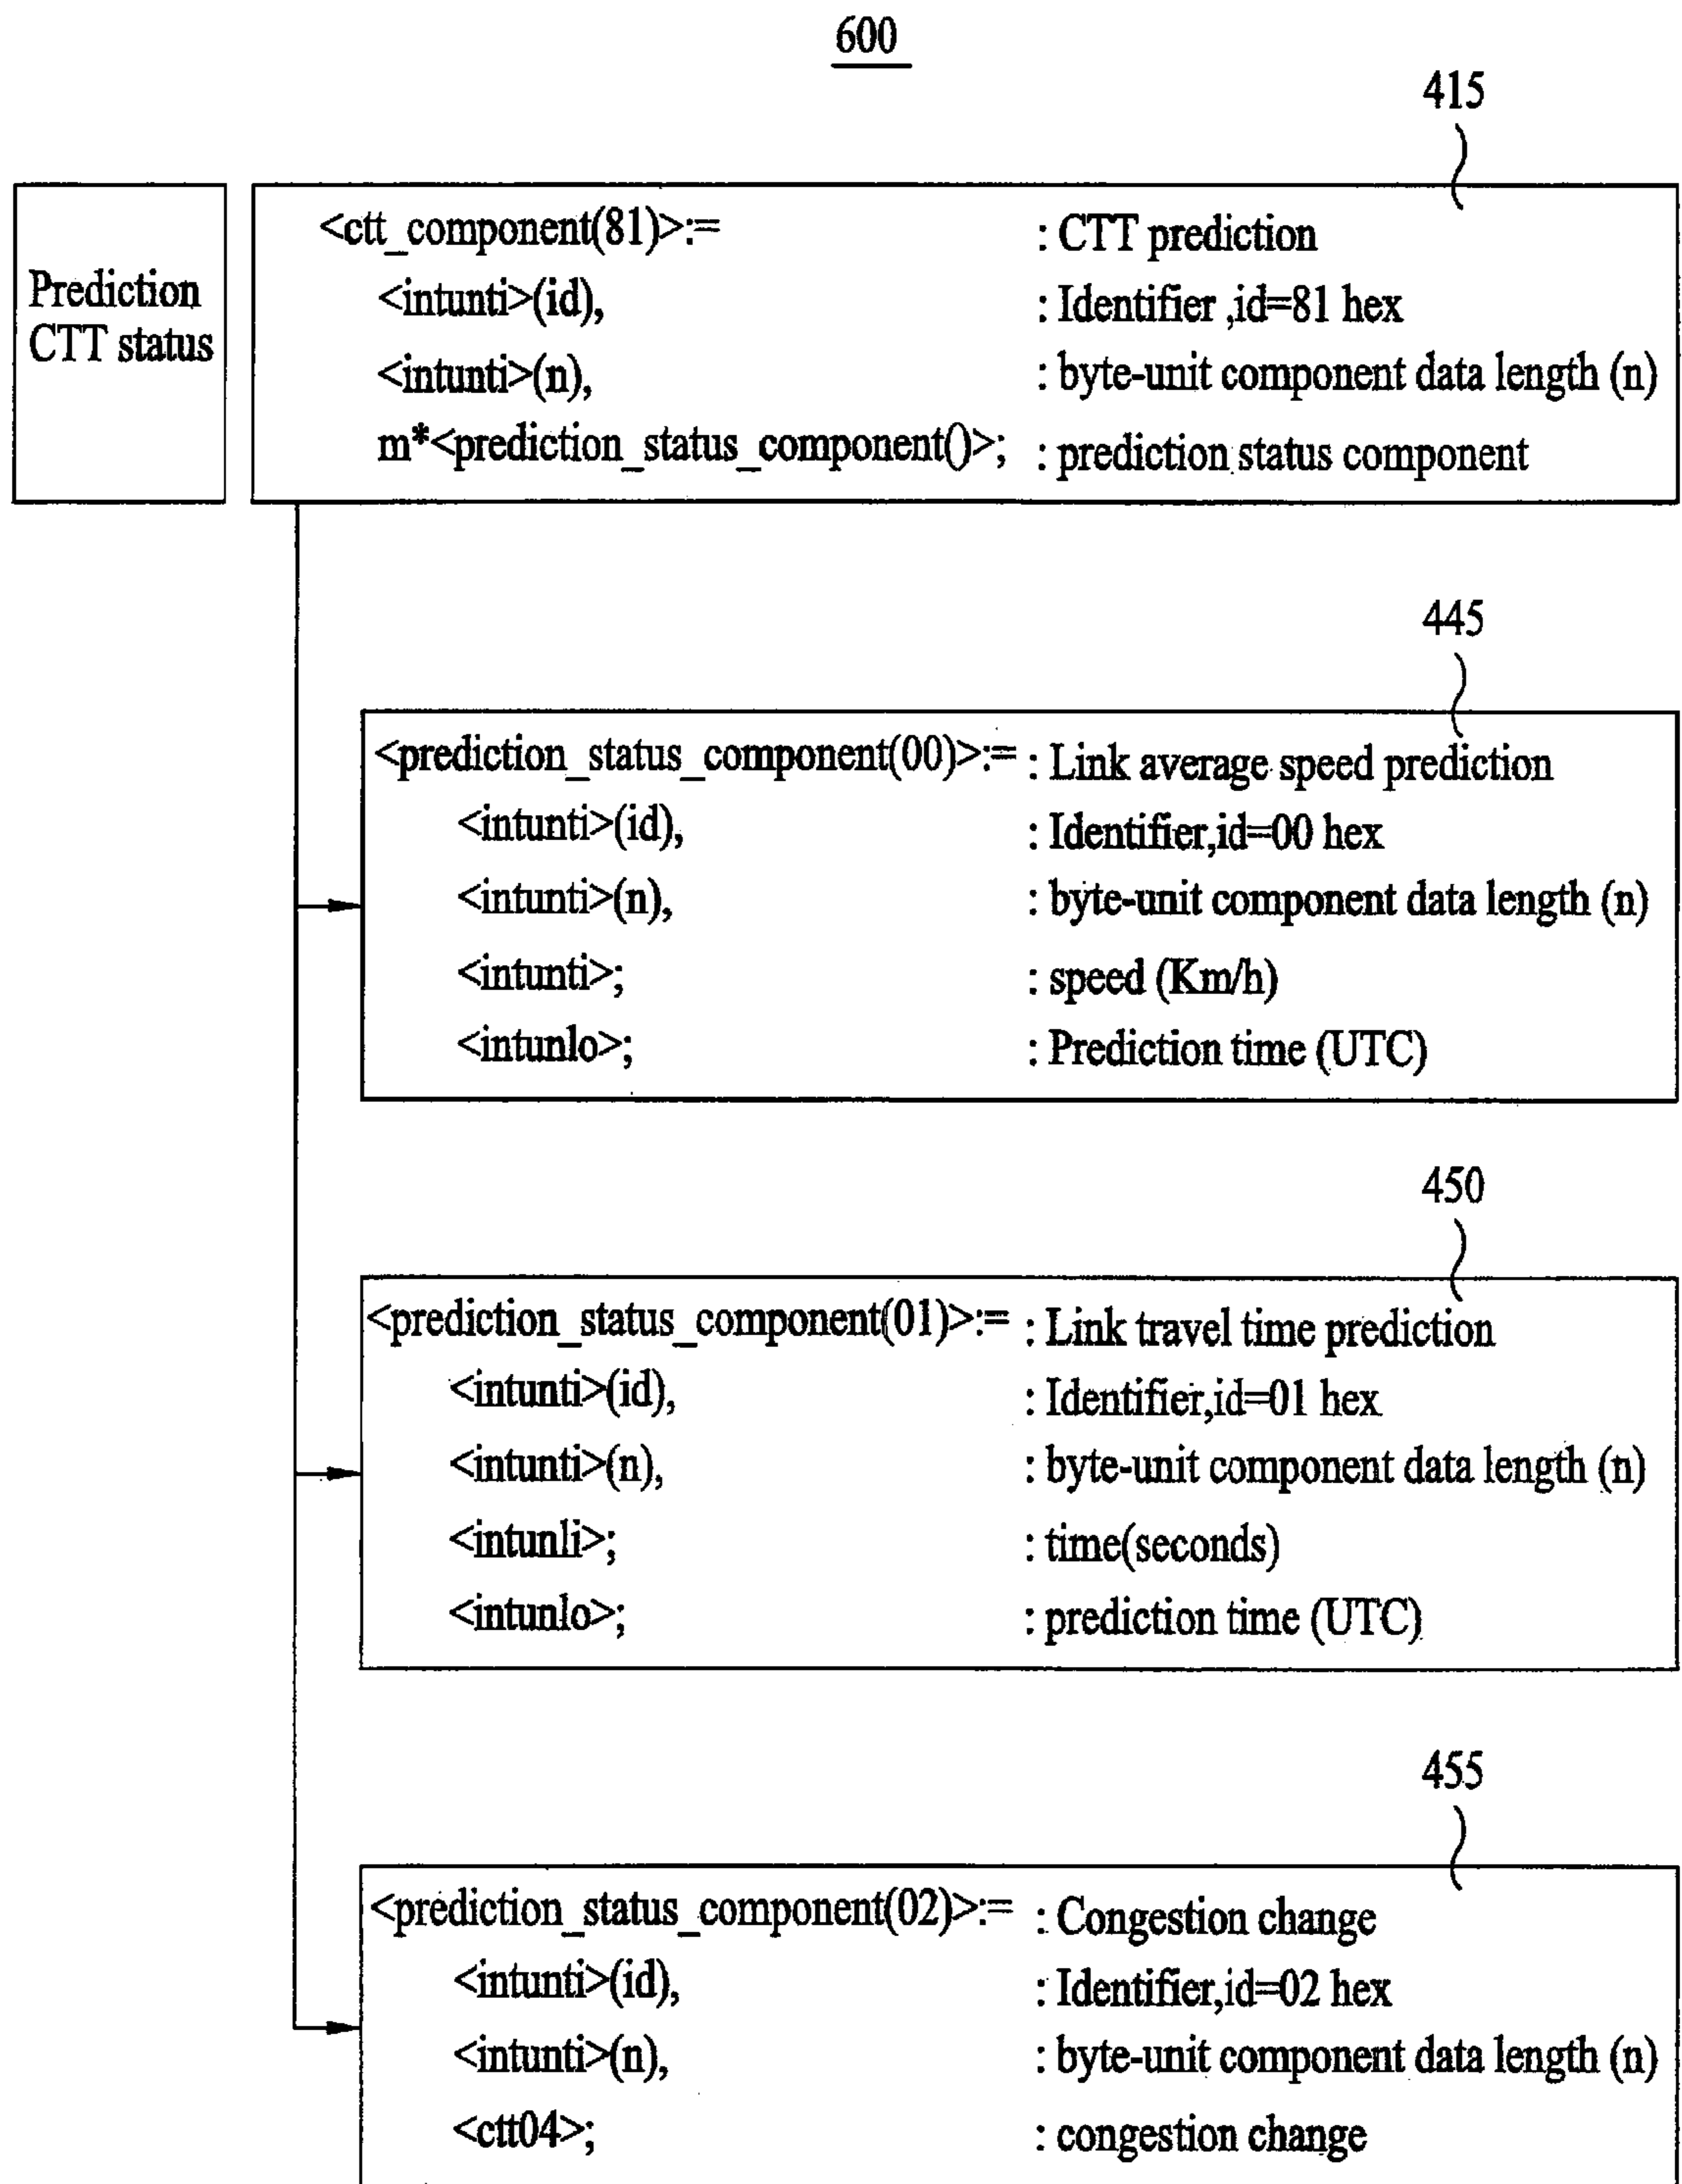 600
415
Prediction
CTT status
<ctt_component(81)>:= : CTT prediction
<intunti>(id), : Identifier ,id=81 hex
<intunti>(n), : byte-unit component data length (n)
m*<prediction_status_component()>; : prediction status component
445
<prediction_status_component(00)>:= : Link average speed prediction
<intunti>(id), : Identifier,id=00 hex
<intunti>(n), : byte-unit component data length (n)
<intunti>; : speed (Km/h)
<intunlo>; : Prediction time (UTC)
450
<prediction_status_component(01)>:= : Link travel time prediction
<intunti>(id), : Identifier,id=01 hex
<intunti>(n), : byte-unit component data length (n)
<intunli>; : time(seconds)
<intunlo>; : prediction time (UTC)
455
<prediction_status_component(02)>:= : Congestion change
<intunti>(id), : Identifier,id=02 hex
<intunti>(n), : byte-unit component data length (n)
<ctt04>; : congestion change